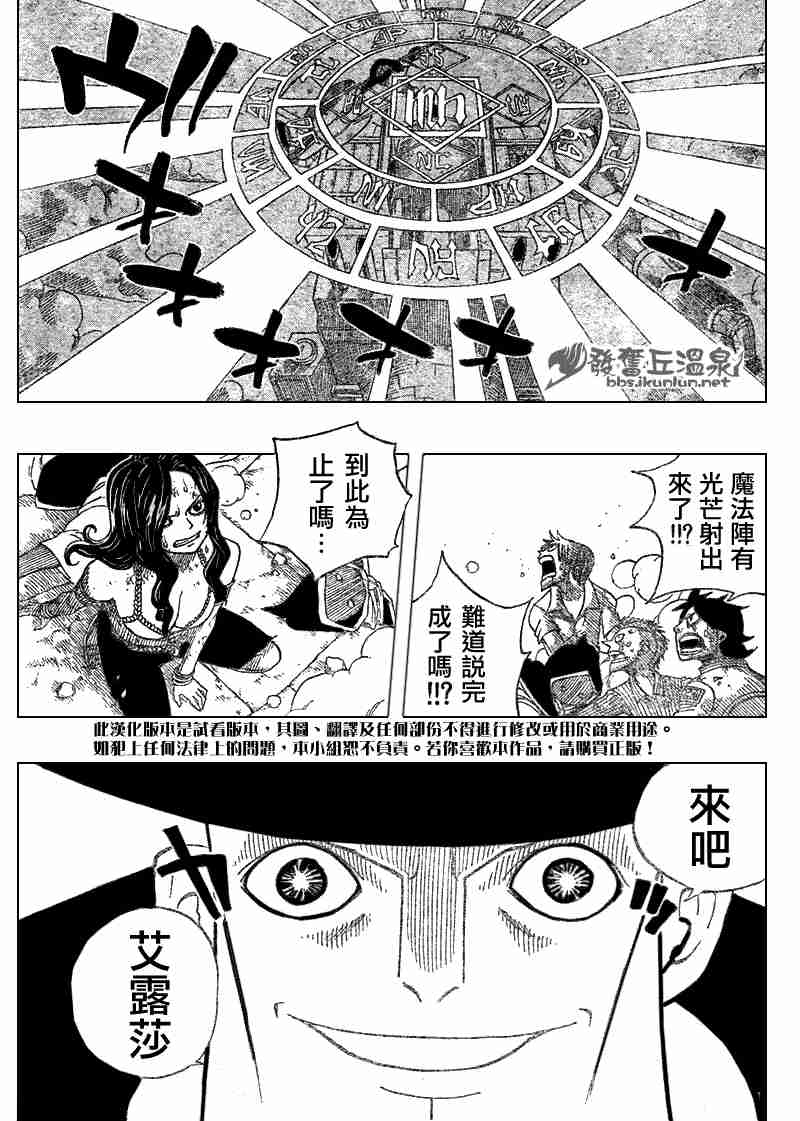 發奮丘溫泉
bbs.ikunlun.net
魔法陣有
光芒射出
來了!!?
難道說完
成了嗎!!?
到此為
止了嗎…
此漢化版本是試看版本，其圖、翻譯及任何部份不得進行修改或用於商業用途。
如犯上任何法律上的問題，本小組恕不負責。若你喜歡本作品，請購買正版！
來吧
艾露莎